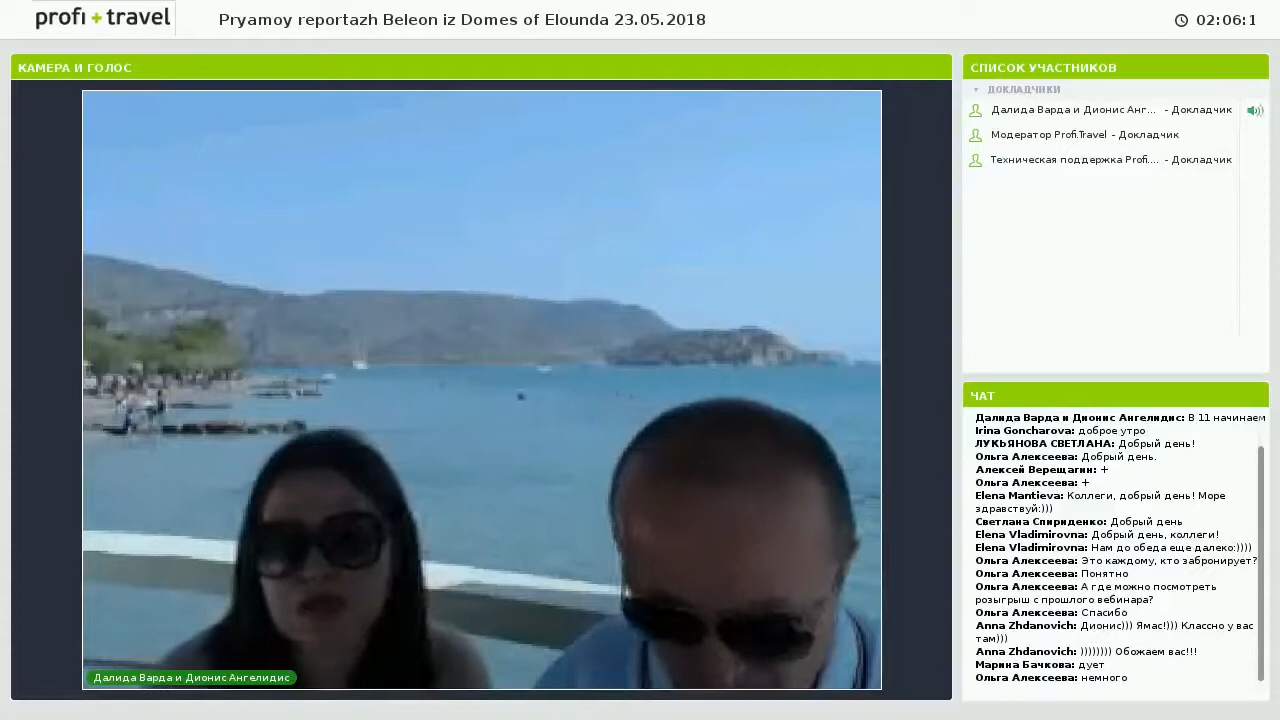 profi + travel
Pryamoy reportazh Beleon iz Domes of Elounda 23.05.2018
02:06:1
КАМЕРА И ГОЛОС
Далида Варда и Дионис Ангелидис
СПИСОК УЧАСТНИКОВ
ДОКЛАДЧИКИ
Далида Варда и Дионис Анг... - Докладчик
Модератор Profi.Travel - Докладчик
Техническая поддержка Profi.... - Докладчик
ЧАТ
Далида Варда и Дионис Ангелидис: В 11 начинаем
Irina Goncharova: доброе утро
ЛУКЬЯНОВА СВЕТЛАНА: Добрый день!
Ольга Алексеева: Добрый день.
Алексей Верещагин: +
Ольга Алексеева: +
Elena Mantieva: Коллеги, добрый день! Море
здравствуй:)))
Светлана Спириденко: Добрый день
Elena Vladimirovna: Добрый день, коллеги!
Elena Vladimirovna: Нам до обеда еще далеко:))))
Ольга Алексеева: Это каждому, кто забронирует?
Ольга Алексеева: Понятно
Ольга Алексеева: А где можно посмотреть
розыгрыш с прошлого вебинара?
Ольга Алексеева: Спасибо
Anna Zhdanovich: Дионис))) Ямас!))) Классно у вас
там)))
Anna Zhdanovich: )))))))) Обожаем вас!!!
Марина Бачкова: дует
Ольга Алексеева: немного